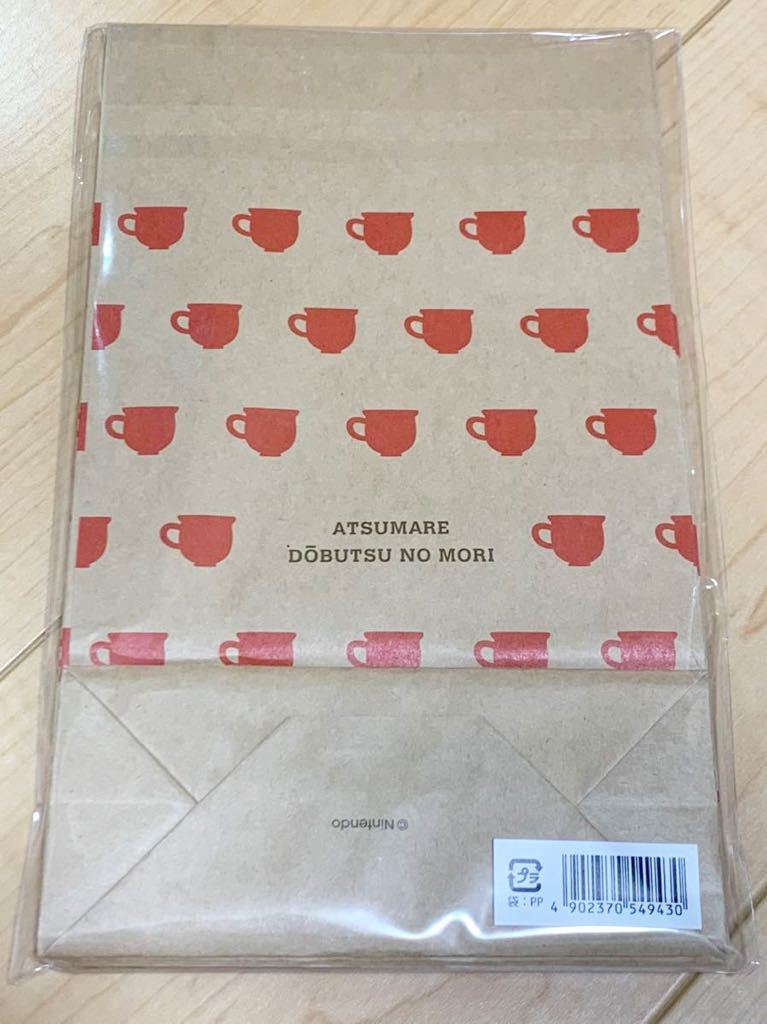 ATSUMARE
DŌBUTSU NO MORI
©Nintendo
プラ
袋：PP
4 902370 549430